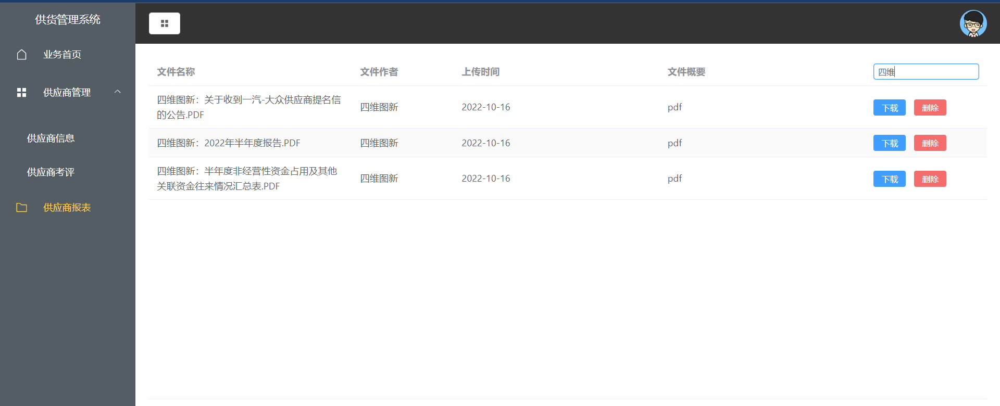 供货管理系统
业务首页
供应商管理
供应商信息
供应商考评
供应商报表
文件名称 文件作者 上传时间 文件概要 四维
四维图新：关于收到一汽-大众供应商提名信
的公告.PDF
四维图新 2022-10-16 pdf 下载 删除
四维图新：2022年半年度报告.PDF 四维图新 2022-10-16 pdf 下载 删除
四维图新：半年度非经营性资金占用及其他
关联资金往来情况汇总表.PDF
四维图新 2022-10-16 pdf 下载 删除